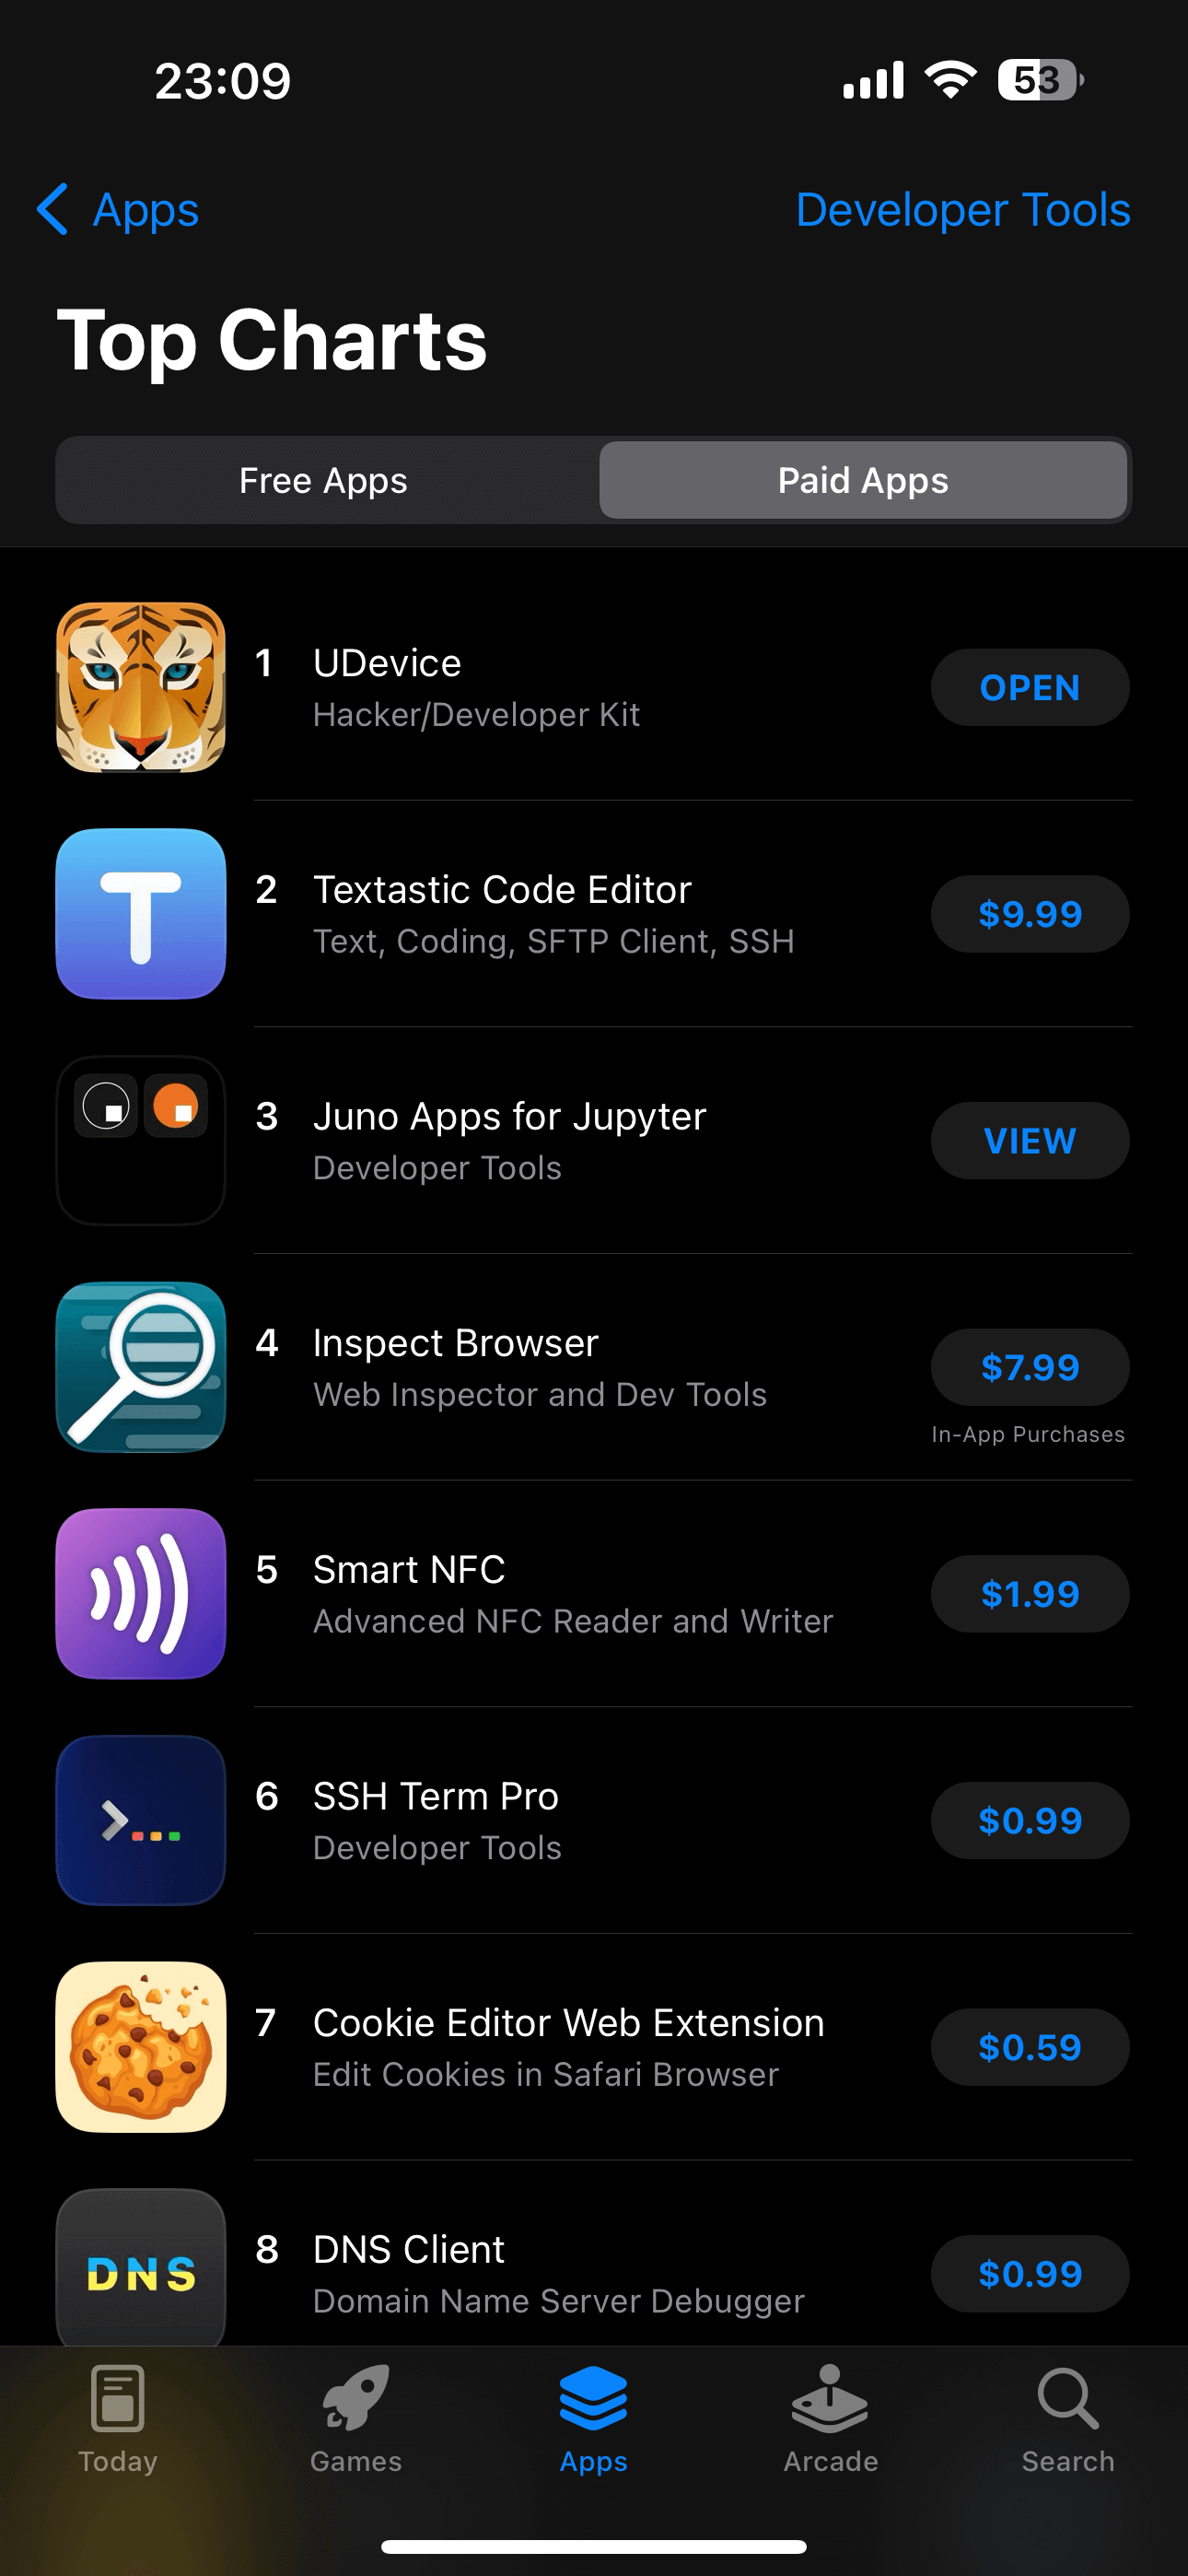 23:09
53
Apps
Developer Tools
Top Charts
Free Apps
Paid Apps
1 UDevice
Hacker/Developer Kit
OPEN
T
2 Textastic Code Editor
Text, Coding, SFTP Client, SSH
$9.99
3 Juno Apps for Jupyter
Developer Tools
VIEW
4 Inspect Browser
Web Inspector and Dev Tools
$7.99
In-App Purchases
5 Smart NFC
Advanced NFC Reader and Writer
$1.99
6 SSH Term Pro
Developer Tools
$0.99
7 Cookie Editor Web Extension
Edit Cookies in Safari Browser
$0.59
DNS
8 DNS Client
Domain Name Server Debugger
$0.99
Today
Games
Apps
Arcade
Search